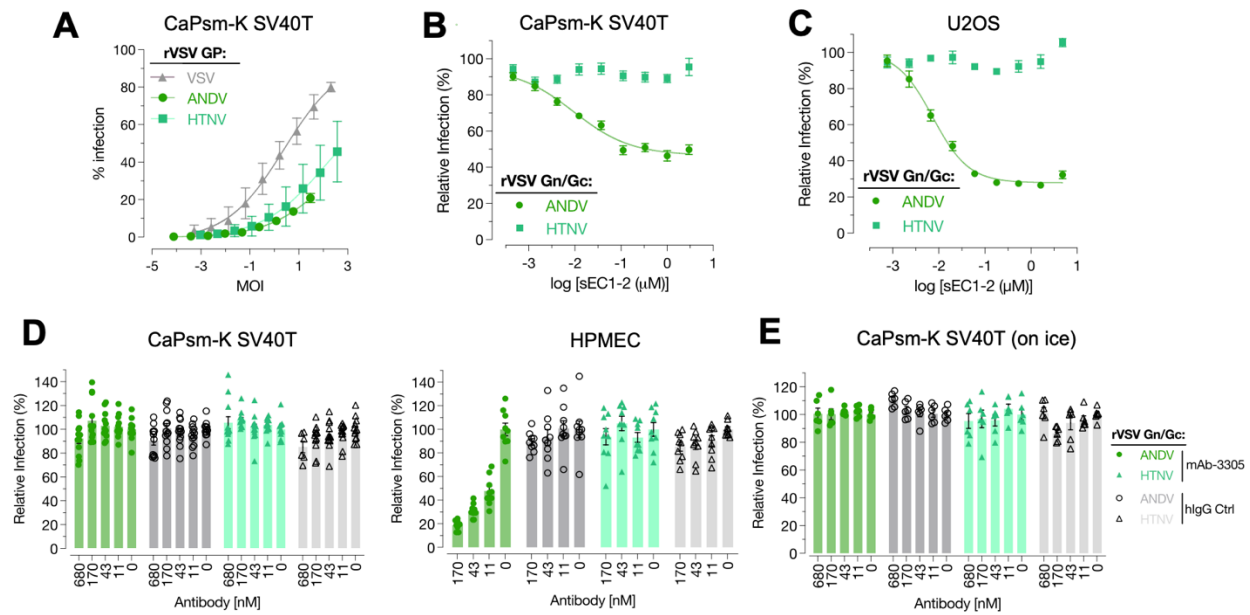 A
CaPsm-K SV40T
rVSV GP:
VSV
ANDV
HTNV
% infection
100
80
60
40
20
0
-5 -3 -1 1 3
MOI
B
CaPsm-K SV40T
Relative Infection (%)
100
80
60
40
20
0
rVSV Gn/Gc:
ANDV
HTNV
-3 -2 -1 0 1
log [sEC1-2 (μM)]
C
U2OS
Relative Infection (%)
100
80
60
40
20
0
rVSV Gn/Gc:
ANDV
HTNV
-3 -2 -1 0 1
log [sEC1-2 (μM)]
D
CaPsm-K SV40T
Relative Infection (%)
140
120
100
80
60
40
20
0
680 170 43 11 0 680 170 43 11 0 680 170 43 11 0 680 170 43 11 0
Antibody [nM]
HPMEC
Relative Infection (%)
140
120
100
80
60
40
20
0
170 43 11 0 170 43 11 0 170 43 11 0 170 43 11 0
Antibody [nM]
E
CaPsm-K SV40T (on ice)
Relative Infection (%)
120
100
80
60
40
20
0
680 170 43 11 0 680 170 43 11 0 680 170 43 11 0 680 170 43 11 0
Antibody [nM]
rVSV Gn/Gc:
ANDV
HTNV
mAb-3305
ANDV
HTNV
hIgG Ctrl